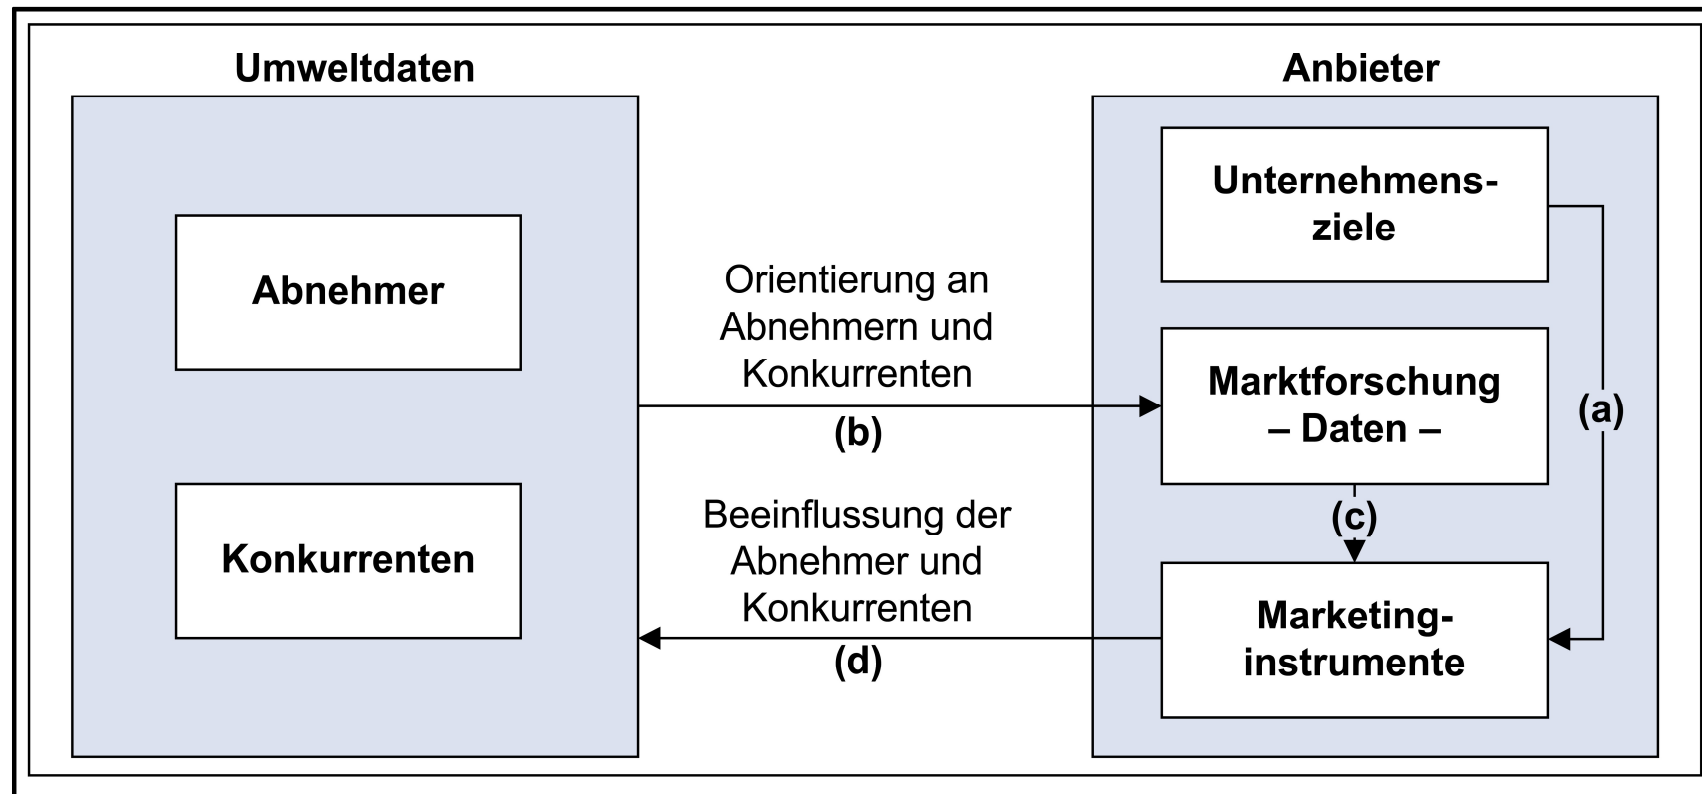 Umweltdaten
Abnehmer
Konkurrenten
Orientierung an
Abnehmern und
Konkurrenten
(b)
Beeinflussung der
Abnehmer und
Konkurrenten
(d)
Anbieter
Unternehmens-
ziele
Marktforschung
– Daten –
(a)
(c)
Marketing-
instrumente